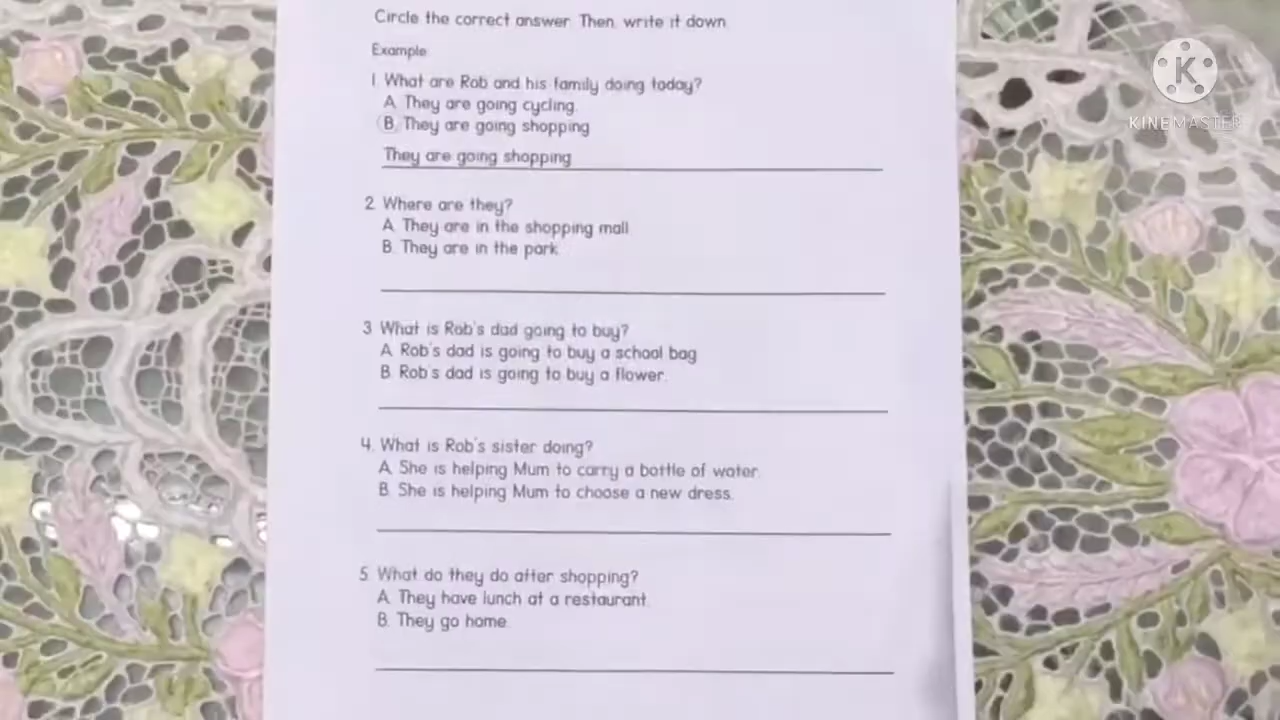 Circle the correct answer. Then, write it down.
Example
1. What are Rob and his family doing today?
A. They are going cycling.
B. They are going shopping
They are going shopping
2. Where are they?
A. They are in the shopping mall
B. They are in the park
3. What is Rob's dad going to buy?
A. Rob's dad is going to buy a school bag
B. Rob's dad is going to buy a flower.
4. What is Rob's sister doing?
A. She is helping Mum to carry a bottle of water.
B. She is helping Mum to choose a new dress.
5. What do they do after shopping?
A. They have lunch at a restaurant
B. They go home.
K
KINEMASTER